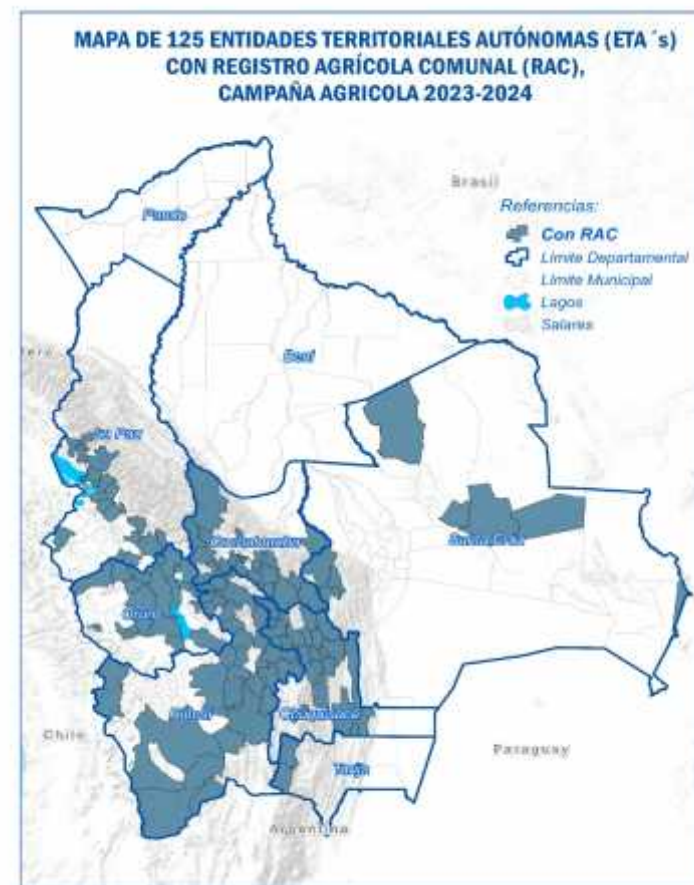 MAPA DE 125 ENTIDADES TERRITORIALES AUTÓNOMAS (ETA ´s)
CON REGISTRO AGRÍCOLA COMUNAL (RAC),
CAMPAÑA AGRICOLA 2023-2024
Brasil
Pando
Referencias:
Con RAC
Límite Departamental
Límite Municipal
Lagos
Salares
Beni
La Paz
Cochabamba
Santa Cruz
Oruro
Potosí
Chuquisaca
Chile
Paraguay
Tarija
Argentina